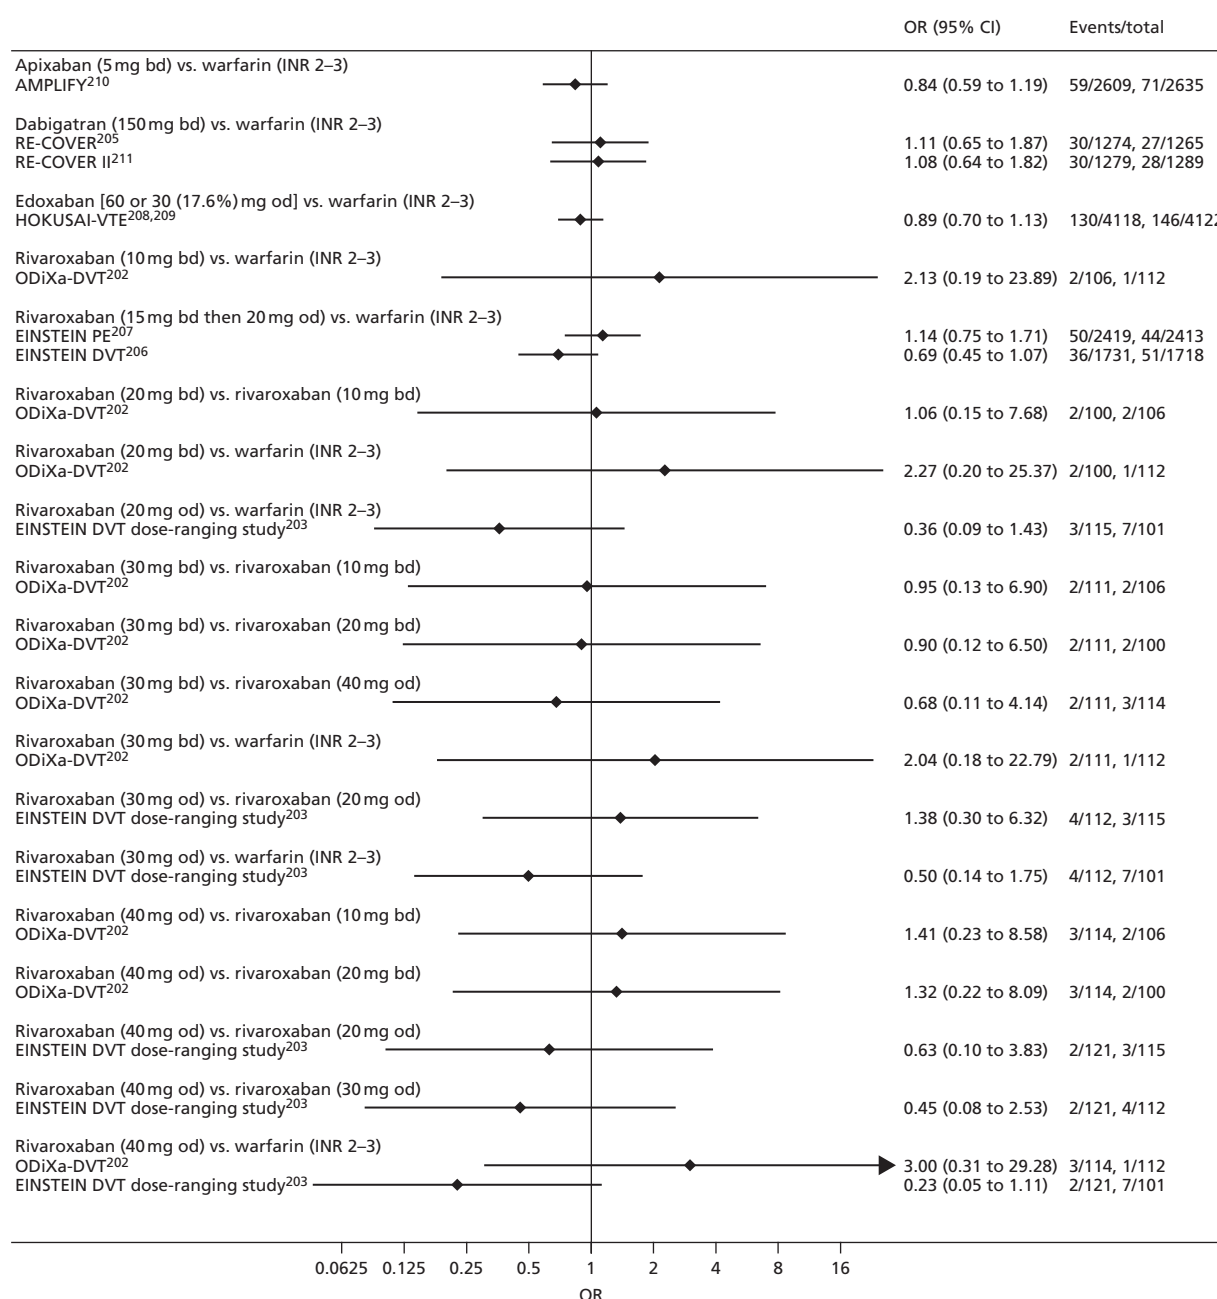 OR (95% CI) Events/total
Apixaban (5 mg bd) vs. warfarin (INR 2–3)
AMPLIFY210 0.84 (0.59 to 1.19) 59/2609, 71/2635
Dabigatran (150 mg bd) vs. warfarin (INR 2–3)
RE-COVER205 1.11 (0.65 to 1.87) 30/1274, 27/1265
RE-COVER II211 1.08 (0.64 to 1.82) 30/1279, 28/1289
Edoxaban [60 or 30 (17.6%) mg od] vs. warfarin (INR 2–3)
HOKUSAI-VTE208,209 0.89 (0.70 to 1.13) 130/4118, 146/4122
Rivaroxaban (10 mg bd) vs. warfarin (INR 2–3)
ODiXa-DVT202 2.13 (0.19 to 23.89) 2/106, 1/112
Rivaroxaban (15 mg bd then 20 mg od) vs. warfarin (INR 2–3)
EINSTEIN PE207 1.14 (0.75 to 1.71) 50/2419, 44/2413
EINSTEIN DVT206 0.69 (0.45 to 1.07) 36/1731, 51/1718
Rivaroxaban (20 mg bd) vs. rivaroxaban (10 mg bd)
ODiXa-DVT202 1.06 (0.15 to 7.68) 2/100, 2/106
Rivaroxaban (20 mg bd) vs. warfarin (INR 2–3)
ODiXa-DVT202 2.27 (0.20 to 25.37) 2/100, 1/112
Rivaroxaban (20 mg od) vs. warfarin (INR 2–3)
EINSTEIN DVT dose-ranging study203 0.36 (0.09 to 1.43) 3/115, 7/101
Rivaroxaban (30 mg bd) vs. rivaroxaban (10 mg bd)
ODiXa-DVT202 0.95 (0.13 to 6.90) 2/111, 2/106
Rivaroxaban (30 mg bd) vs. rivaroxaban (20 mg bd)
ODiXa-DVT202 0.90 (0.12 to 6.50) 2/111, 2/100
Rivaroxaban (30 mg bd) vs. rivaroxaban (40 mg od)
ODiXa-DVT202 0.68 (0.11 to 4.14) 2/111, 3/114
Rivaroxaban (30 mg bd) vs. warfarin (INR 2–3)
ODiXa-DVT202 2.04 (0.18 to 22.79) 2/111, 1/112
Rivaroxaban (30 mg od) vs. rivaroxaban (20 mg od)
EINSTEIN DVT dose-ranging study203 1.38 (0.30 to 6.32) 4/112, 3/115
Rivaroxaban (30 mg od) vs. warfarin (INR 2–3)
EINSTEIN DVT dose-ranging study203 0.50 (0.14 to 1.75) 4/112, 7/101
Rivaroxaban (40 mg od) vs. rivaroxaban (10 mg bd)
ODiXa-DVT202 1.41 (0.23 to 8.58) 3/114, 2/106
Rivaroxaban (40 mg od) vs. rivaroxaban (20 mg bd)
ODiXa-DVT202 1.32 (0.22 to 8.09) 3/114, 2/100
Rivaroxaban (40 mg od) vs. rivaroxaban (20 mg od)
EINSTEIN DVT dose-ranging study203 0.63 (0.10 to 3.83) 2/121, 3/115
Rivaroxaban (40 mg od) vs. rivaroxaban (30 mg od)
EINSTEIN DVT dose-ranging study203 0.45 (0.08 to 2.53) 2/121, 4/112
Rivaroxaban (40 mg od) vs. warfarin (INR 2–3)
ODiXa-DVT202 3.00 (0.31 to 29.28) 3/114, 1/112
EINSTEIN DVT dose-ranging study203 0.23 (0.05 to 1.11) 2/121, 7/101
0.0625 0.125 0.25 0.5 1 2 4 8 16
OR